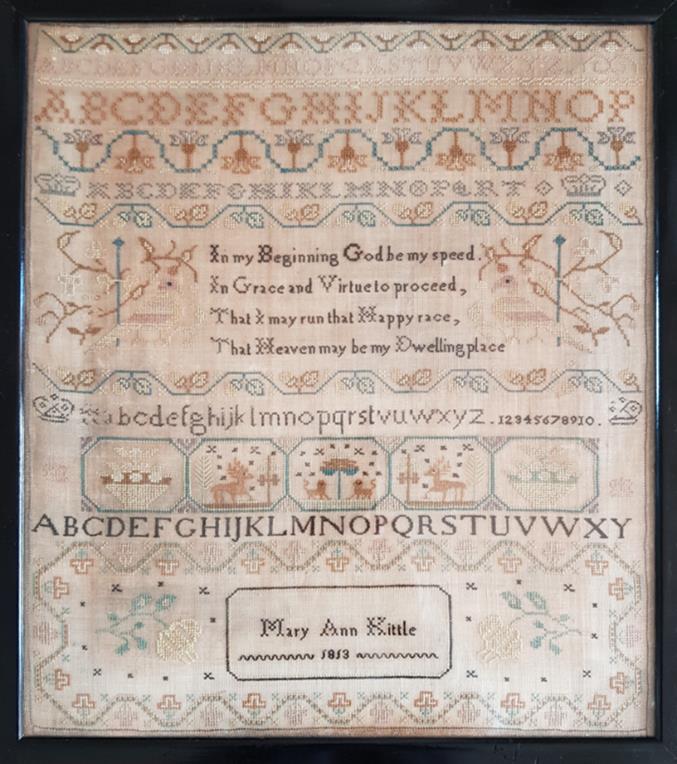 ABCDEFGHIJKLMNOP
ABCDEFGHIKLMNOPQRT
In my Beginning God be my speed.
In Grace and Virtue to proceed,
That I may run that Happy race,
That Heaven may be my Dwelling place
abcdefghijklmnopqrstvuwxyz.12345678910.
ABCDEFGHIJKLMNOPQRSTUVWXY
Mary Ann Kittle
1813